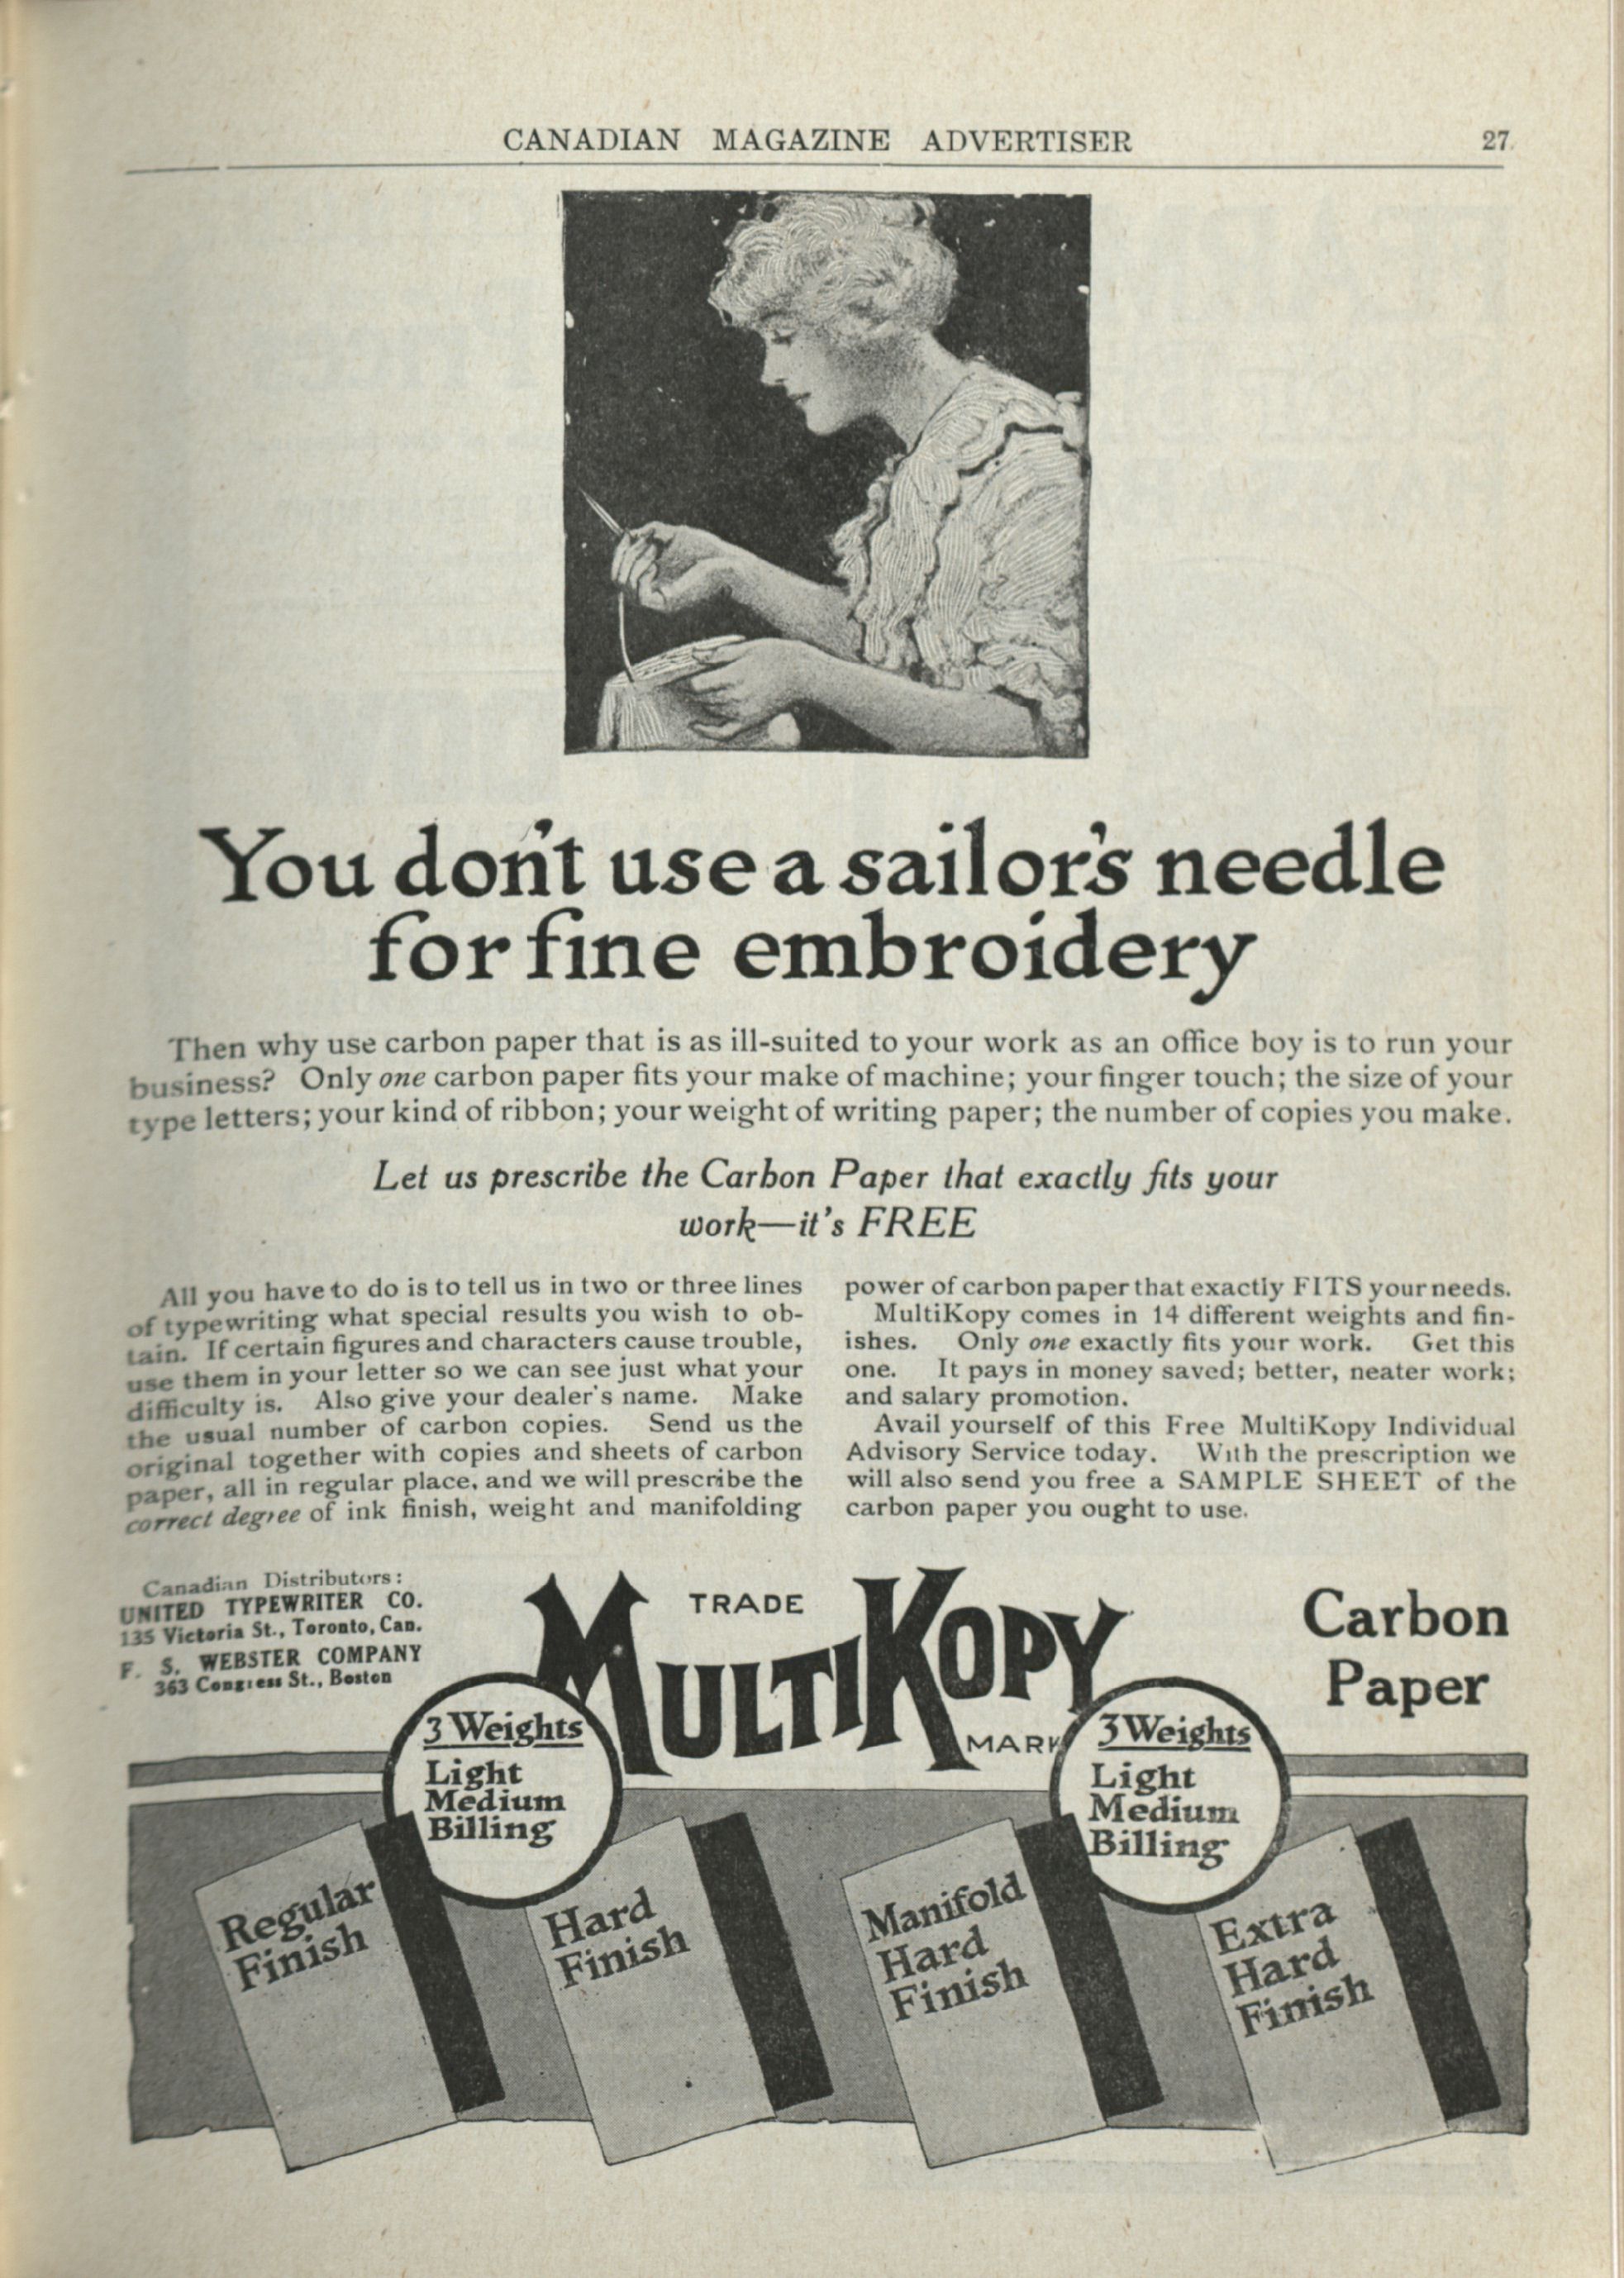 CANADIAN MAGAZINE ADVERTISER 27
You don't use a sailor's needle
for fine embroidery
Then why use carbon paper that is as ill-suited to your work as an office boy is to run your
business? Only one carbon paper fits your make of machine; your finger touch; the size of your
type letters; your kind of ribbon; your weight of writing paper; the number of copies you make.
Let us prescribe the Carbon Paper that exactly fits your
work—it's FREE
All you have to do is to tell us in two or three lines
of typewriting what special results you wish to ob-
tain. If certain figures and characters cause trouble,
use them in your letter so we can see just what your
difficulty is. Also give your dealer's name. Make
the usual number of carbon copies. Send us the
original together with copies and sheets of carbon
paper, all in regular place, and we will prescribe the
correct degree of ink finish, weight and manifolding
power of carbon paper that exactly FITS your needs.
MultiKopy comes in 14 different weights and fin-
ishes. Only one exactly fits your work. Get this
one. It pays in money saved; better, neater work;
and salary promotion.
Avail yourself of this Free MultiKopy Individual
Advisory Service today. With the prescription we
will also send you free a SAMPLE SHEET of the
carbon paper you ought to use.
Canadian Distributors:
UNITED TYPEWRITER CO.
135 Victoria St., Toronto, Can.
F. S. WEBSTER COMPANY
363 Congress St., Boston
TRADE
MULTIKOPY
MARK
Carbon
Paper
3 Weights
Light
Medium
Billing
3 Weights
Light
Medium
Billing
Regular
Finish
Hard
Finish
Manifold
Hard
Finish
Extra
Hard
Finish